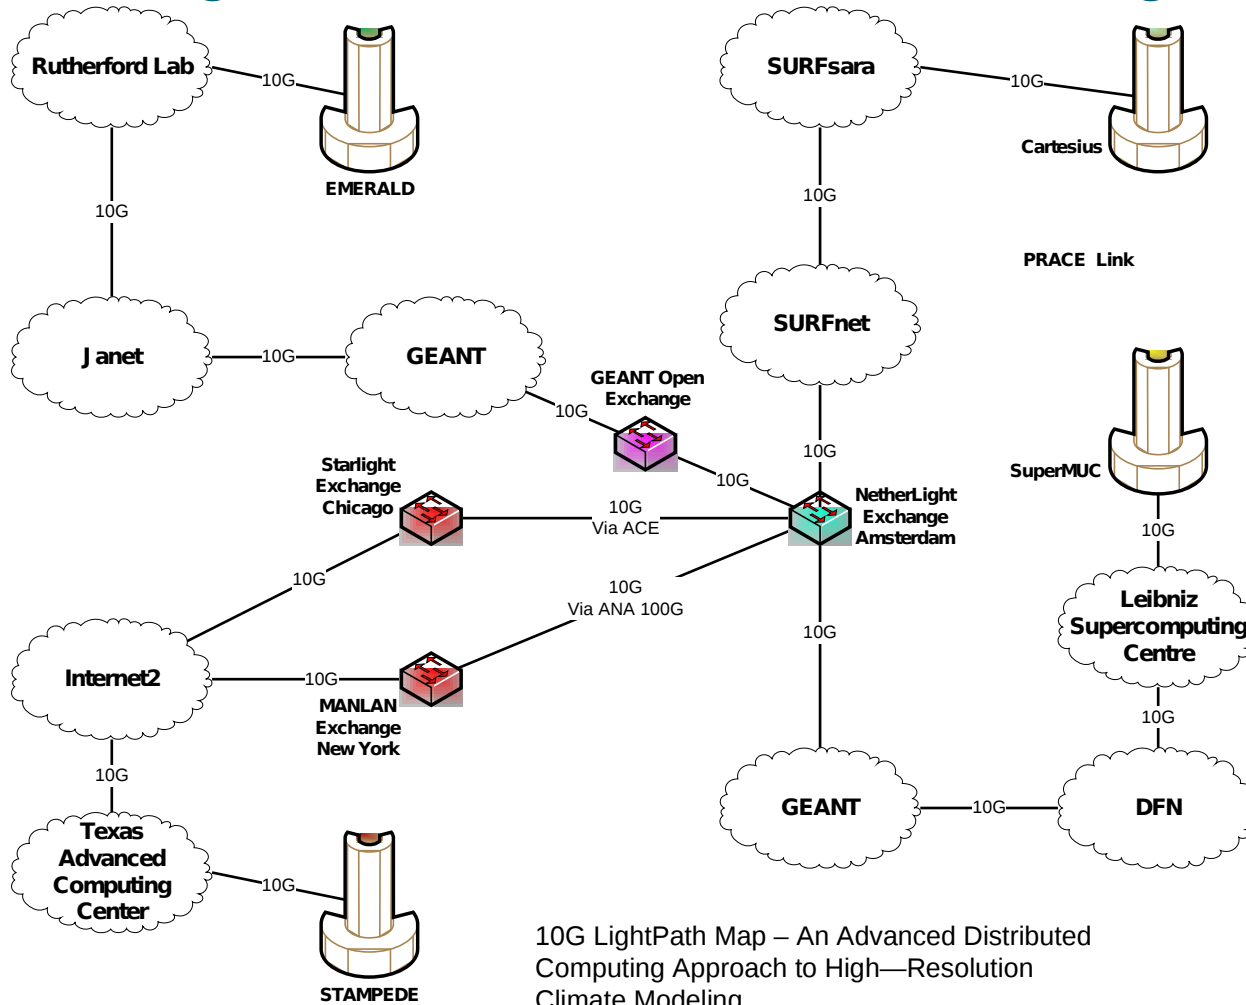 Rutherford Lab
10G
EMERALD
SURFsara
10G
Cartesius
10G
10G
PRACE Link
Janet
10G
GEANT
SURFnet
10G
GEANT Open
Exchange
10G
10G
Starlight
Exchange
Chicago
10G
Via ACE
NetherLight
Exchange
Amsterdam
SuperMUC
10G
10G
10G
Via ANA 100G
10G
Leibniz
Supercomputing
Centre
Internet2
10G
MANLAN
Exchange
New York
10G
10G
GEANT
10G
DFN
Texas
Advanced
Computing
Center
10G
STAMPEDE
10G LightPath Map – An Advanced Distributed
Computing Approach to High—Resolution
Climate Modeling